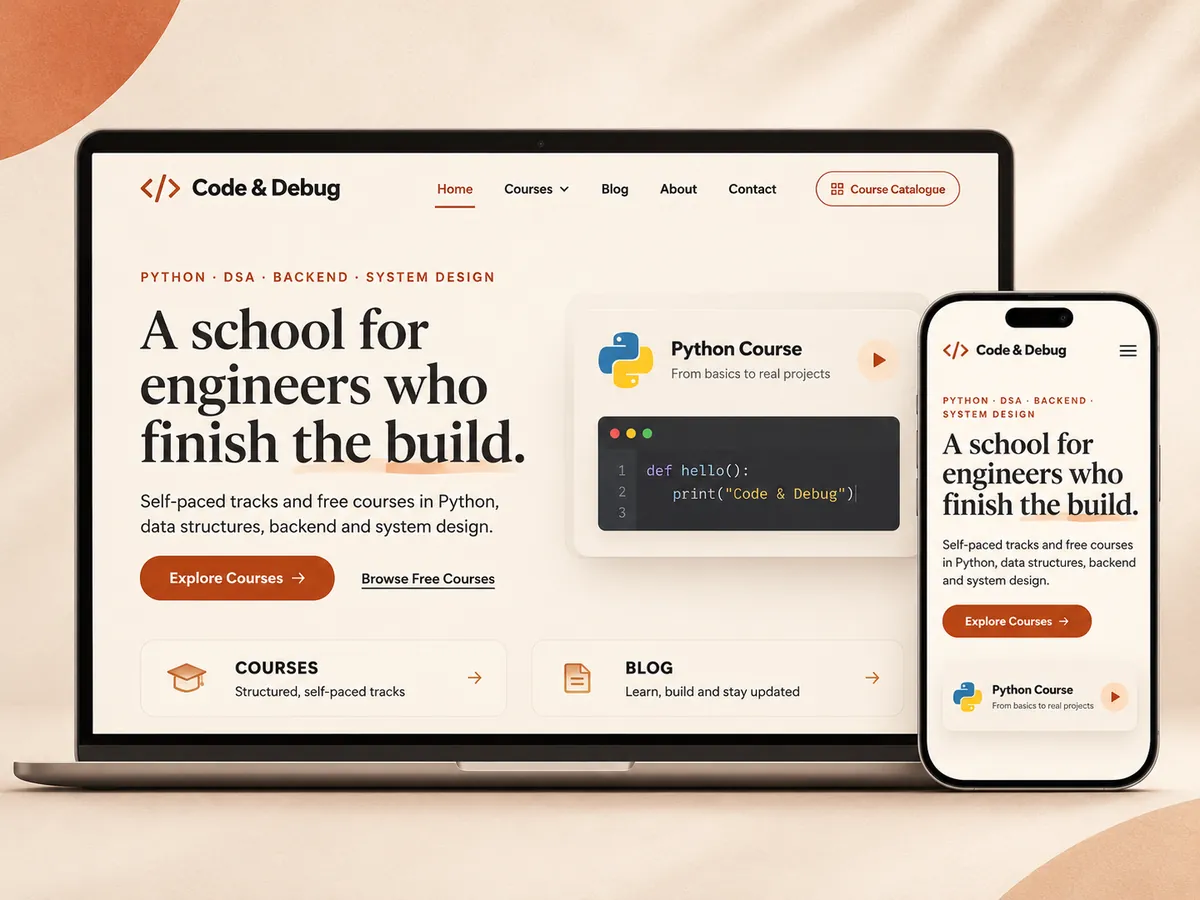 </> Code & Debug
Home
Courses
Blog
About
Contact
Course Catalogue
PYTHON · DSA · BACKEND · SYSTEM DESIGN
A school for
engineers who
finish the build.
Self-paced tracks and free courses in Python,
data structures, backend and system design.
Explore Courses →
Browse Free Courses
Python Course
From basics to real projects
1 def hello():
2 print("Code & Debug")
3
COURSES
Structured, self-paced tracks
→
BLOG
Learn, build and stay updated
→
</> Code & Debug
PYTHON · DSA · BACKEND ·
SYSTEM DESIGN
A school for
engineers who
finish the build.
Self-paced tracks and free courses
in Python, data structures, backend
and system design.
Explore Courses →
Python Course
From basics to real projects